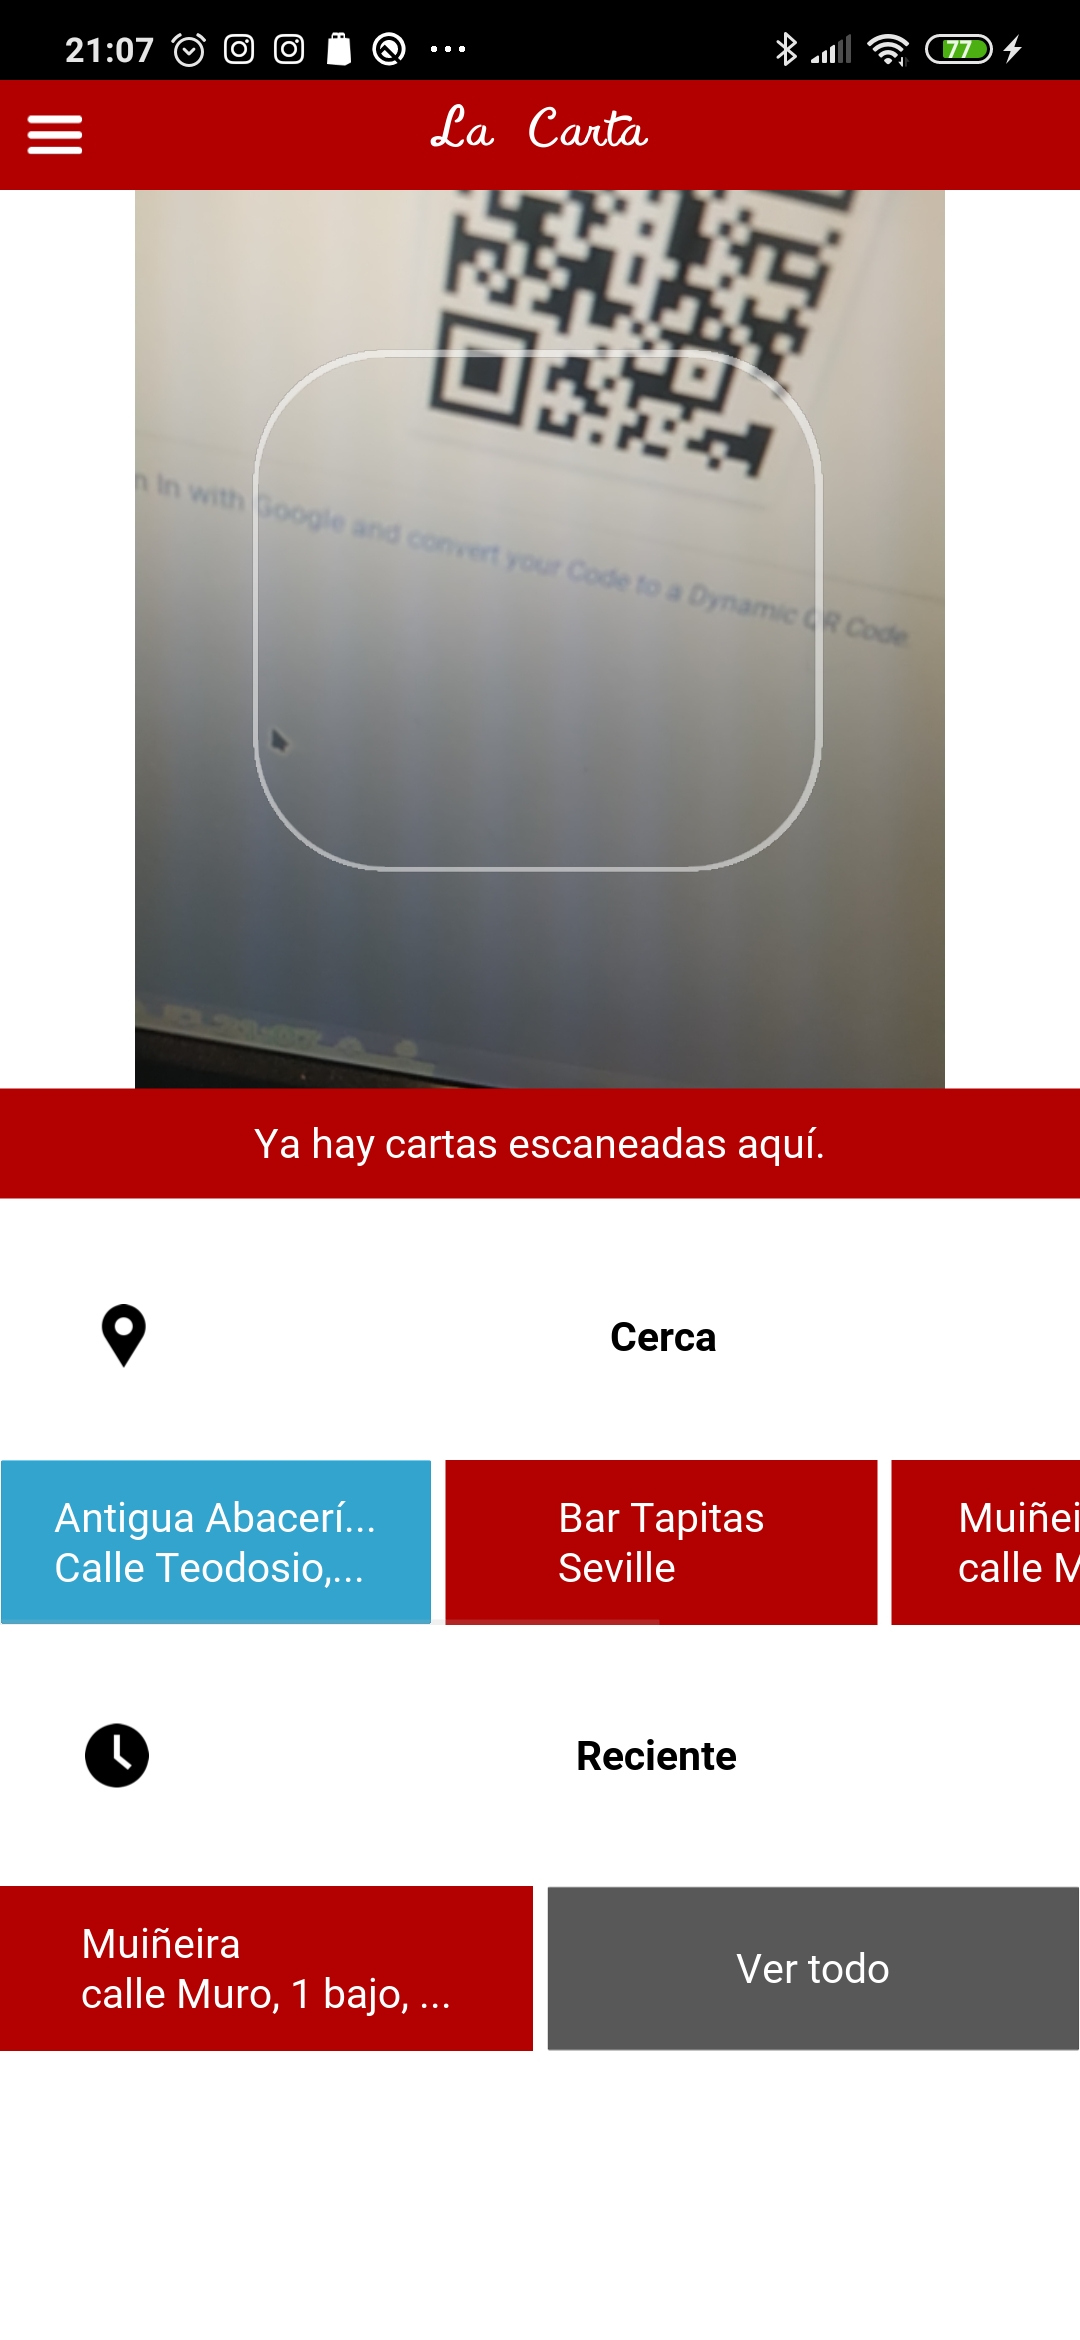 21:07
77
La Carta
n In with Google and convert your Code to a Dynamic QR Code.
Ya hay cartas escaneadas aquí.
Cerca
Antigua Abacerí...
Calle Teodosio,...
Bar Tapitas
Seville
Muiñei
calle M
Reciente
Muiñeira
calle Muro, 1 bajo, ...
Ver todo